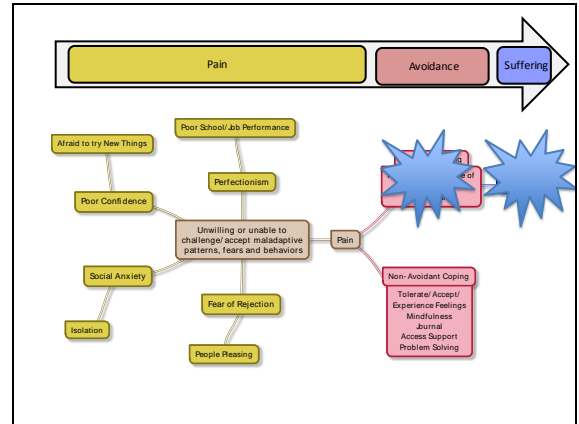 Pain
Avoidance
Suffering
Poor School/Job Performance
Afraid to try New Things
Perfectionism
Poor Confidence
Unwilling or unable to
challenge/accept maladaptive
patterns, fears and behaviors
Pain
Social Anxiety
Fear of Rejection
Isolation
People Pleasing
Non-Avoidant Coping
Tolerate/Accept/
Experience Feelings
Mindfulness
Journal
Access Support
Problem Solving